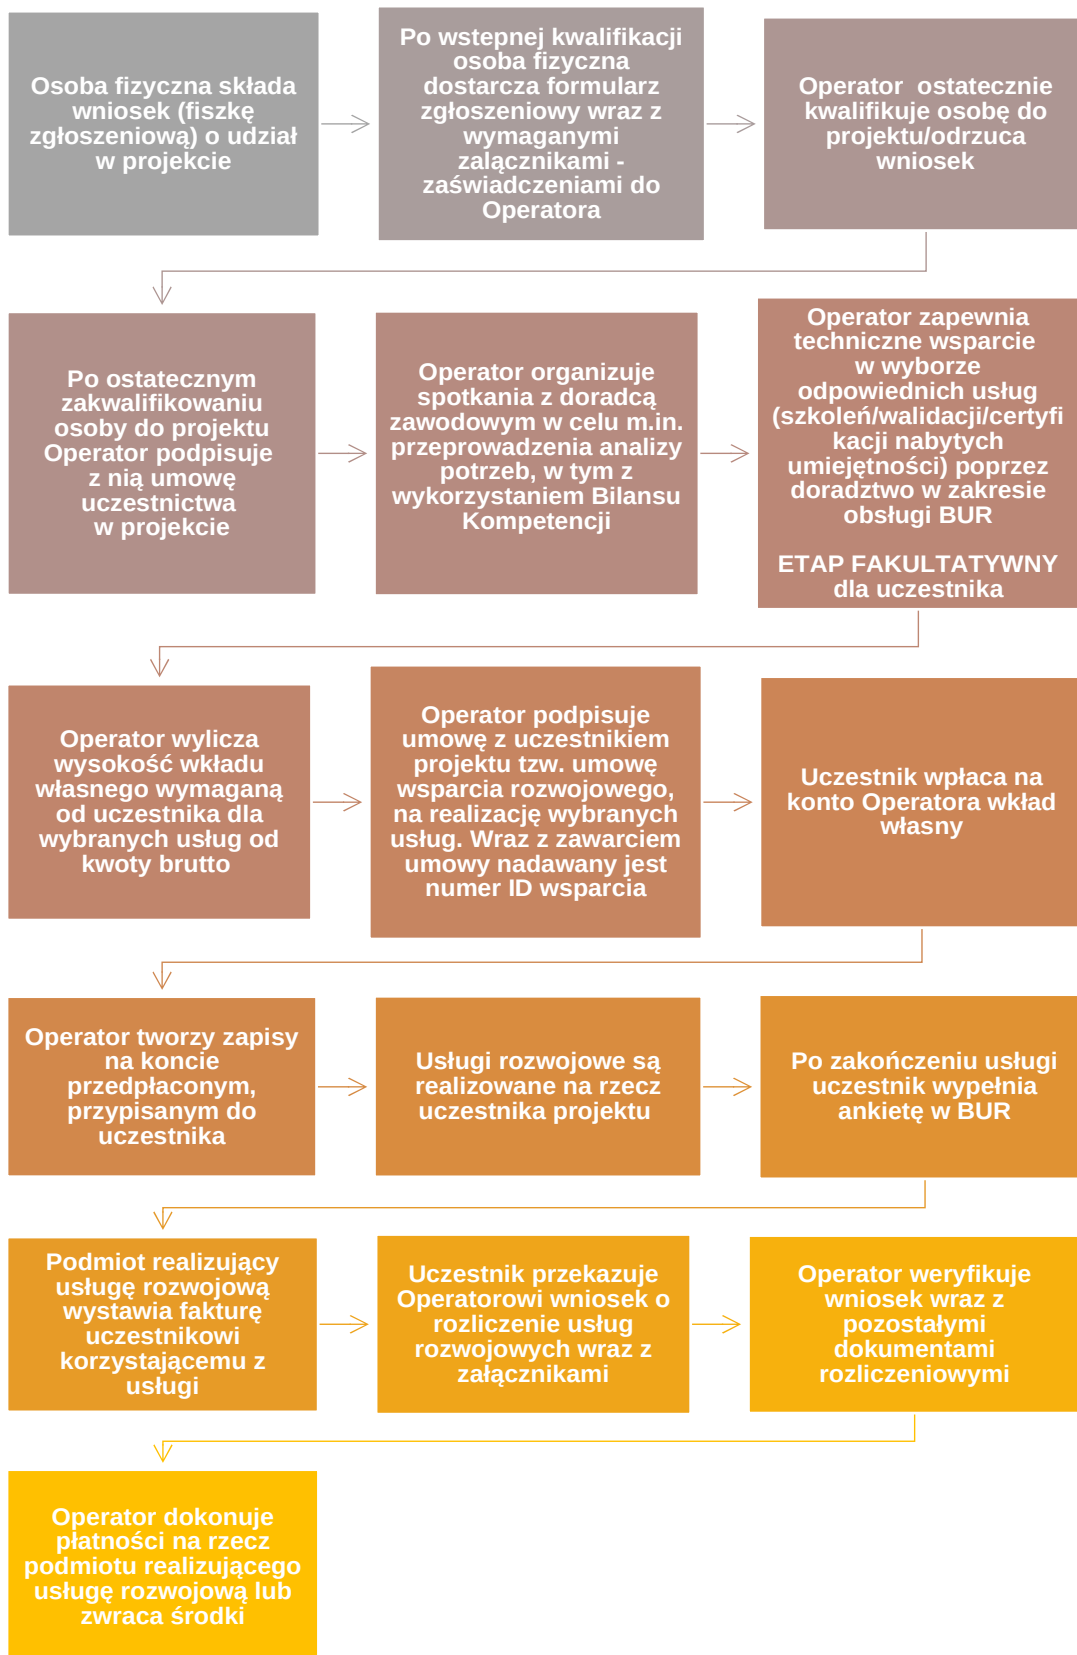 Osoba fizyczna składa
wniosek (fiszkę
zgłoszeniową) o udział
w projekcie
Po wstepnej kwalifikacji
osoba fizyczna
dostarcza formularz
zgłoszeniowy wraz z
wymaganymi
zalącznikami -
zaświadczeniami do
Operatora
Operator ostatecznie
kwalifikuje osobę do
projektu/odrzuca
wniosek
Po ostatecznym
zakwalifikowaniu
osoby do projektu
Operator podpisuje
z nią umowę
uczestnictwa
w projekcie
Operator organizuje
spotkania z doradcą
zawodowym w celu m.in.
przeprowadzenia analizy
potrzeb, w tym z
wykorzystaniem Bilansu
Kompetencji
Operator zapewnia
techniczne wsparcie
w wyborze
odpowiednich usług
(szkoleń/walidacji/certyfi
kacji nabytych
umiejętności) poprzez
doradztwo w zakresie
obsługi BUR
ETAP FAKULTATYWNY
dla uczestnika
Operator wylicza
wysokość wkładu
własnego wymaganą
od uczestnika dla
wybranych usług od
kwoty brutto
Operator podpisuje
umowę z uczestnikiem
projektu tzw. umowę
wsparcia rozwojowego,
na realizację wybranych
usług. Wraz z zawarciem
umowy nadawany jest
numer ID wsparcia
Uczestnik wpłaca na
konto Operatora wkład
własny
Operator tworzy zapisy
na koncie
przedpłaconym,
przypisanym do
uczestnika
Usługi rozwojowe są
realizowane na rzecz
uczestnika projektu
Po zakończeniu usługi
uczestnik wypełnia
ankietę w BUR
Podmiot realizujący
usługę rozwojową
wystawia fakturę
uczestnikowi
korzystającemu z
usługi
Uczestnik przekazuje
Operatorowi wniosek o
rozliczenie usług
rozwojowych wraz z
załącznikami
Operator weryfikuje
wniosek wraz z
pozostałymi
dokumentami
rozliczeniowymi
Operator dokonuje
płatności na rzecz
podmiotu realizującego
usługę rozwojową lub
zwraca środki